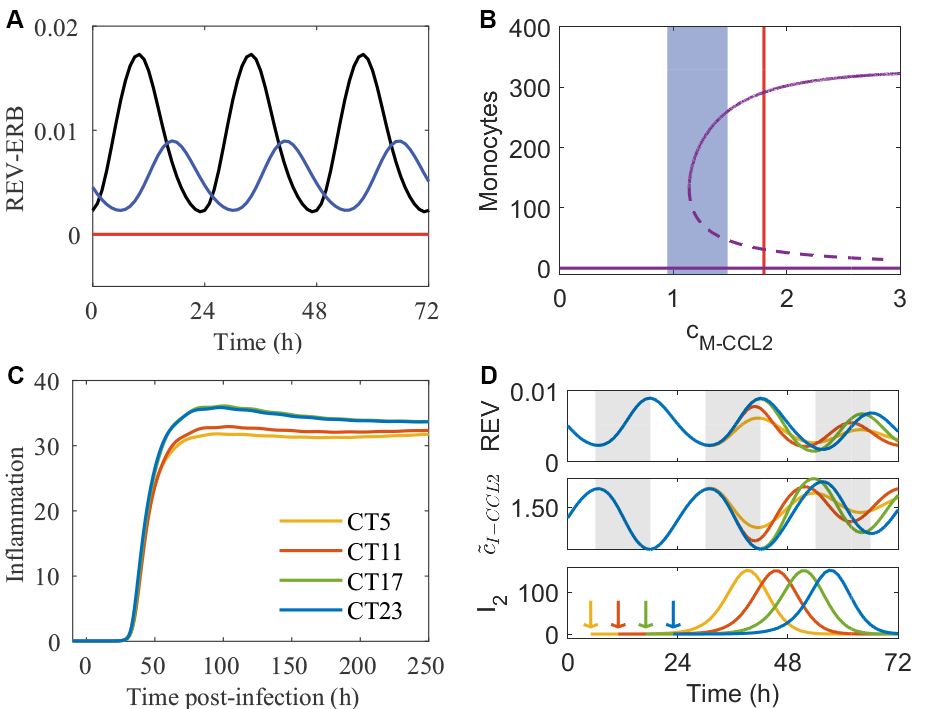 A
0.02
0.01
0
REV-ERB
0 24 48 72
Time (h)
B
400
300
200
100
0
Monocytes
0 1 2 3
c_M-CCL2
C
40
30
20
10
0
Inflammation
CT5
CT11
CT17
CT23
0 50 100 150 200 250
Time post-infection (h)
D
0.01
0
REV
1.50
c̃_I−CCL2
100
0
I_2
0 24 48 72
Time (h)